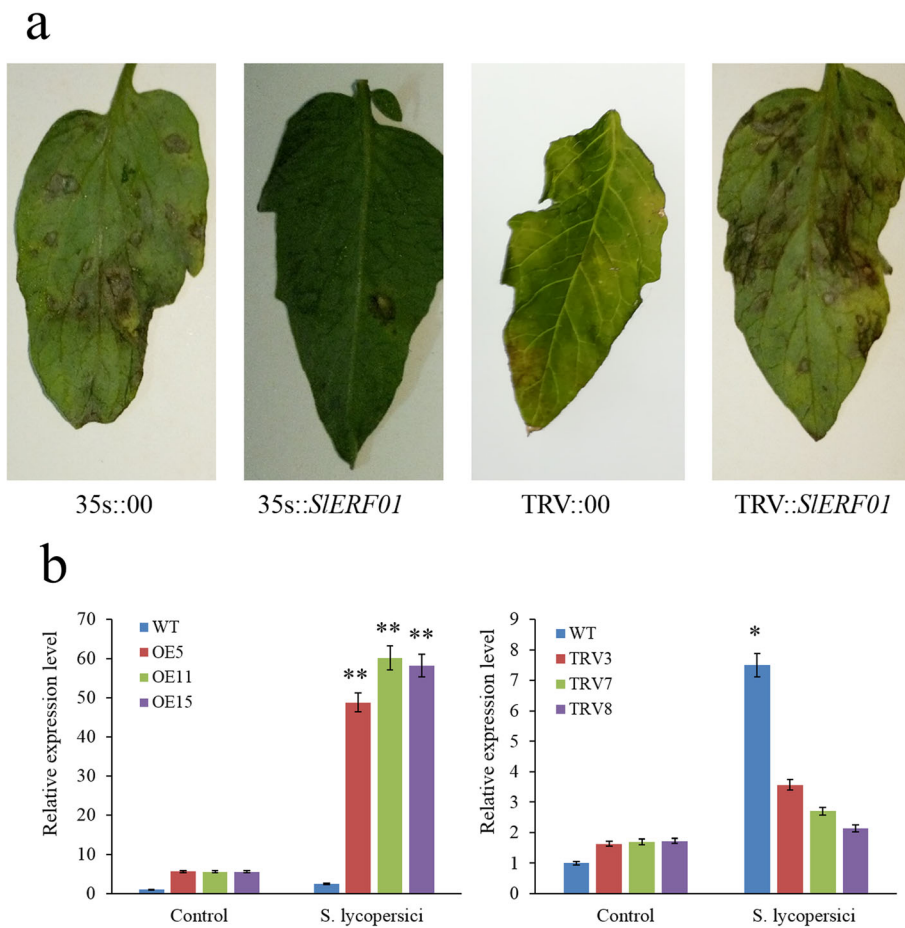 a
35s::00
35s::SlERF01
TRV::00
TRV::SlERF01
b
Relative expression level
70
60
50
40
30
20
10
0
WT
OE5
OE11
OE15
**
**
**
Control
S. lycopersici
Relative expression level
9
8
7
6
5
4
3
2
1
0
WT
TRV3
TRV7
TRV8
*
Control
S. lycopersici